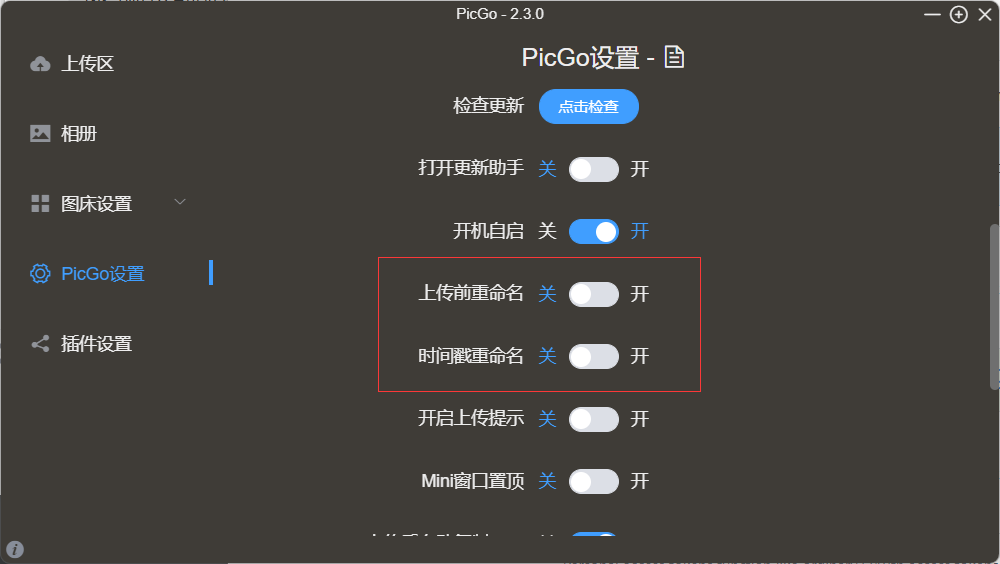 PicGo - 2.3.0
PicGo设置 -
上传区
相册
图床设置
PicGo设置
插件设置
检查更新 点击检查
打开更新助手 关 开
开机自启 关 开
上传前重命名 关 开
时间戳重命名 关 开
开启上传提示 关 开
Mini窗口置顶 关 开